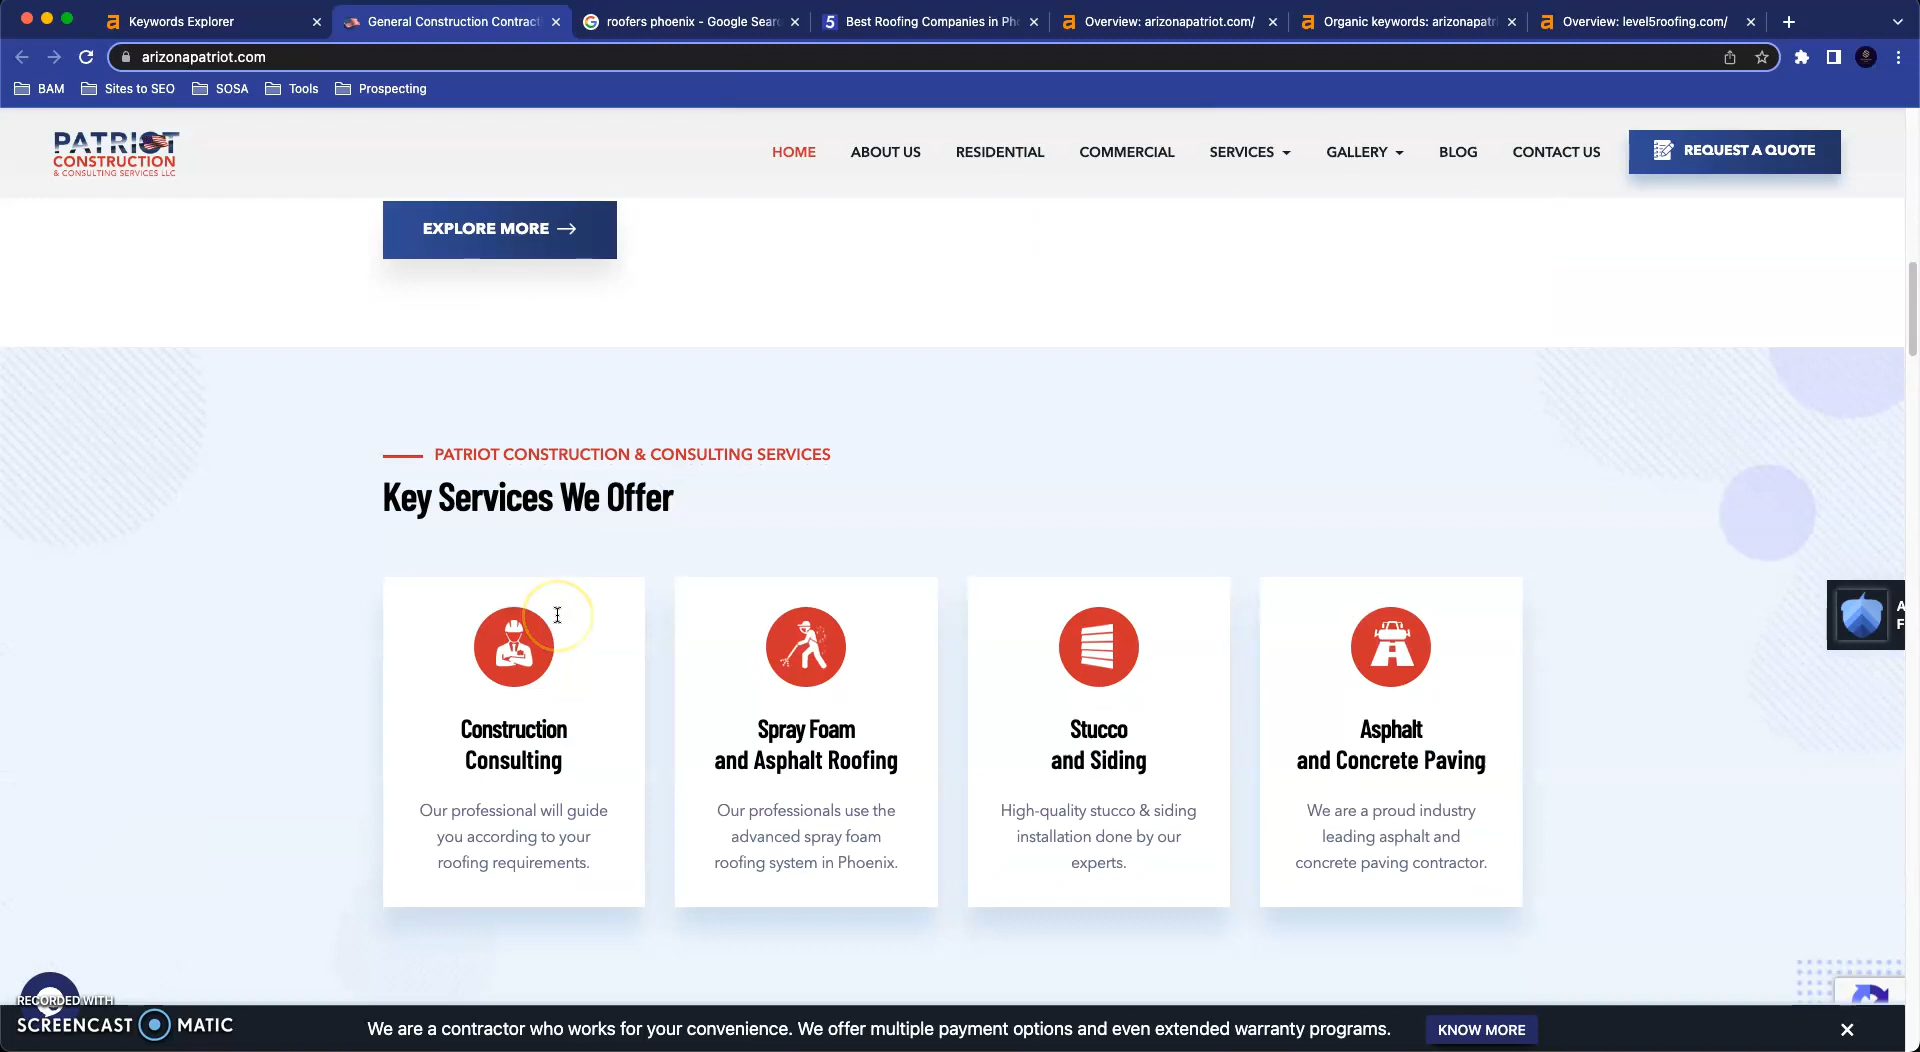 Keywords Explorer
General Construction Contract
roofers phoenix - Google Sear
Best Roofing Companies in Ph
Overview: arizonapatriot.com/
Organic keywords: arizonapatr
Overview: level5roofing.com/
arizonapatriot.com
BAM
Sites to SEO
SOSA
Tools
Prospecting
PATRIOT
CONSTRUCTION
& CONSULTING SERVICES LLC
HOME
ABOUT US
RESIDENTIAL
COMMERCIAL
SERVICES
GALLERY
BLOG
CONTACT US
REQUEST A QUOTE
EXPLORE MORE
PATRIOT CONSTRUCTION & CONSULTING SERVICES
Key Services We Offer
Construction
Consulting
Our professional will guide
you according to your
roofing requirements.
Spray Foam
and Asphalt Roofing
Our professionals use the
advanced spray foam
roofing system in Phoenix.
Stucco
and Siding
High-quality stucco & siding
installation done by our
experts.
Asphalt
and Concrete Paving
We are a proud industry
leading asphalt and
concrete paving contractor.
A
F
RECORDED WITH
SCREENCAST MATIC
We are a contractor who works for your convenience. We offer multiple payment options and even extended warranty programs.
KNOW MORE